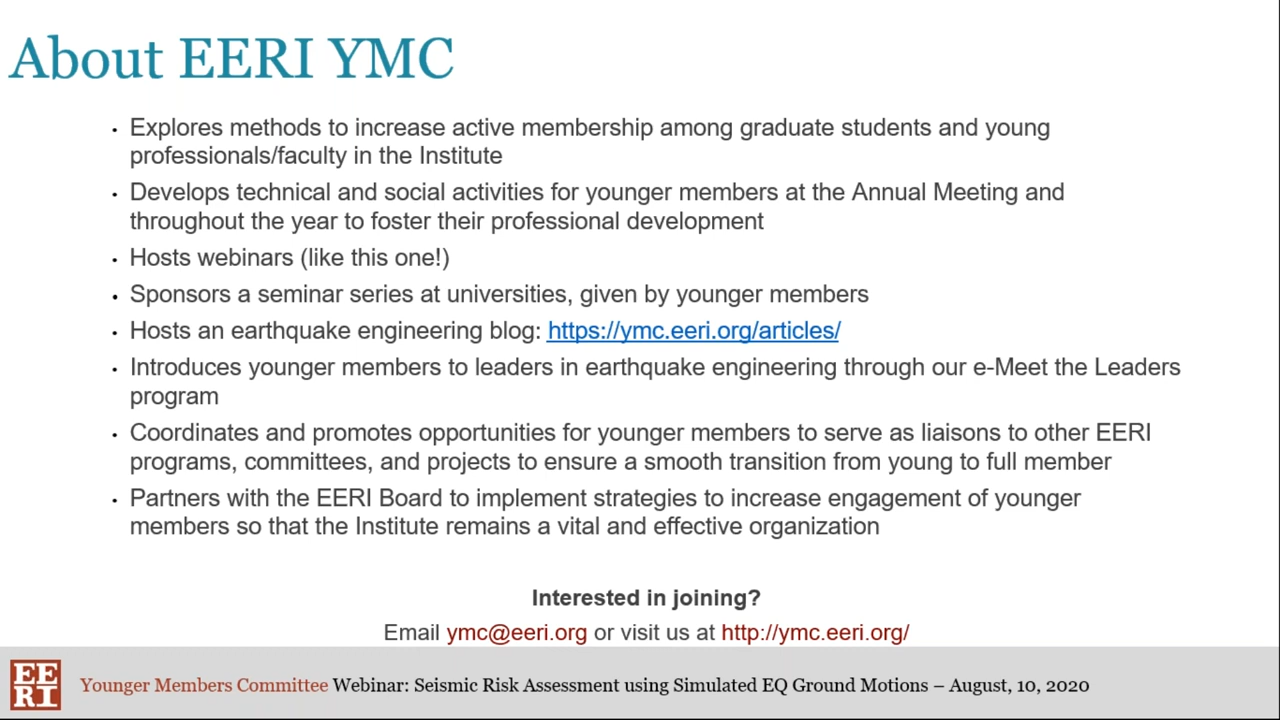 About EERI YMC
• Explores methods to increase active membership among graduate students and young
professionals/faculty in the Institute
• Develops technical and social activities for younger members at the Annual Meeting and
throughout the year to foster their professional development
• Hosts webinars (like this one!)
• Sponsors a seminar series at universities, given by younger members
• Hosts an earthquake engineering blog: https://ymc.eeri.org/articles/
• Introduces younger members to leaders in earthquake engineering through our e-Meet the Leaders
program
• Coordinates and promotes opportunities for younger members to serve as liaisons to other EERI
programs, committees, and projects to ensure a smooth transition from young to full member
• Partners with the EERI Board to implement strategies to increase engagement of younger
members so that the Institute remains a vital and effective organization
Interested in joining?
Email ymc@eeri.org or visit us at http://ymc.eeri.org/
EE
RI
Younger Members Committee Webinar: Seismic Risk Assessment using Simulated EQ Ground Motions – August, 10, 2020